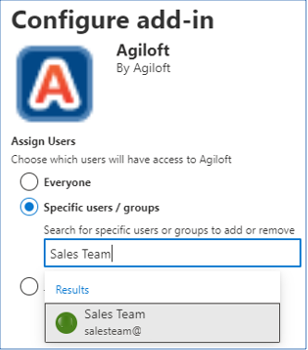 Configure add-in
A
Agiloft
By Agiloft
Assign Users
Choose which users will have access to Agiloft
Everyone
Specific users / groups
Search for specific users or groups to add or remove
Sales Team
Results
Sales Team
salesteam@